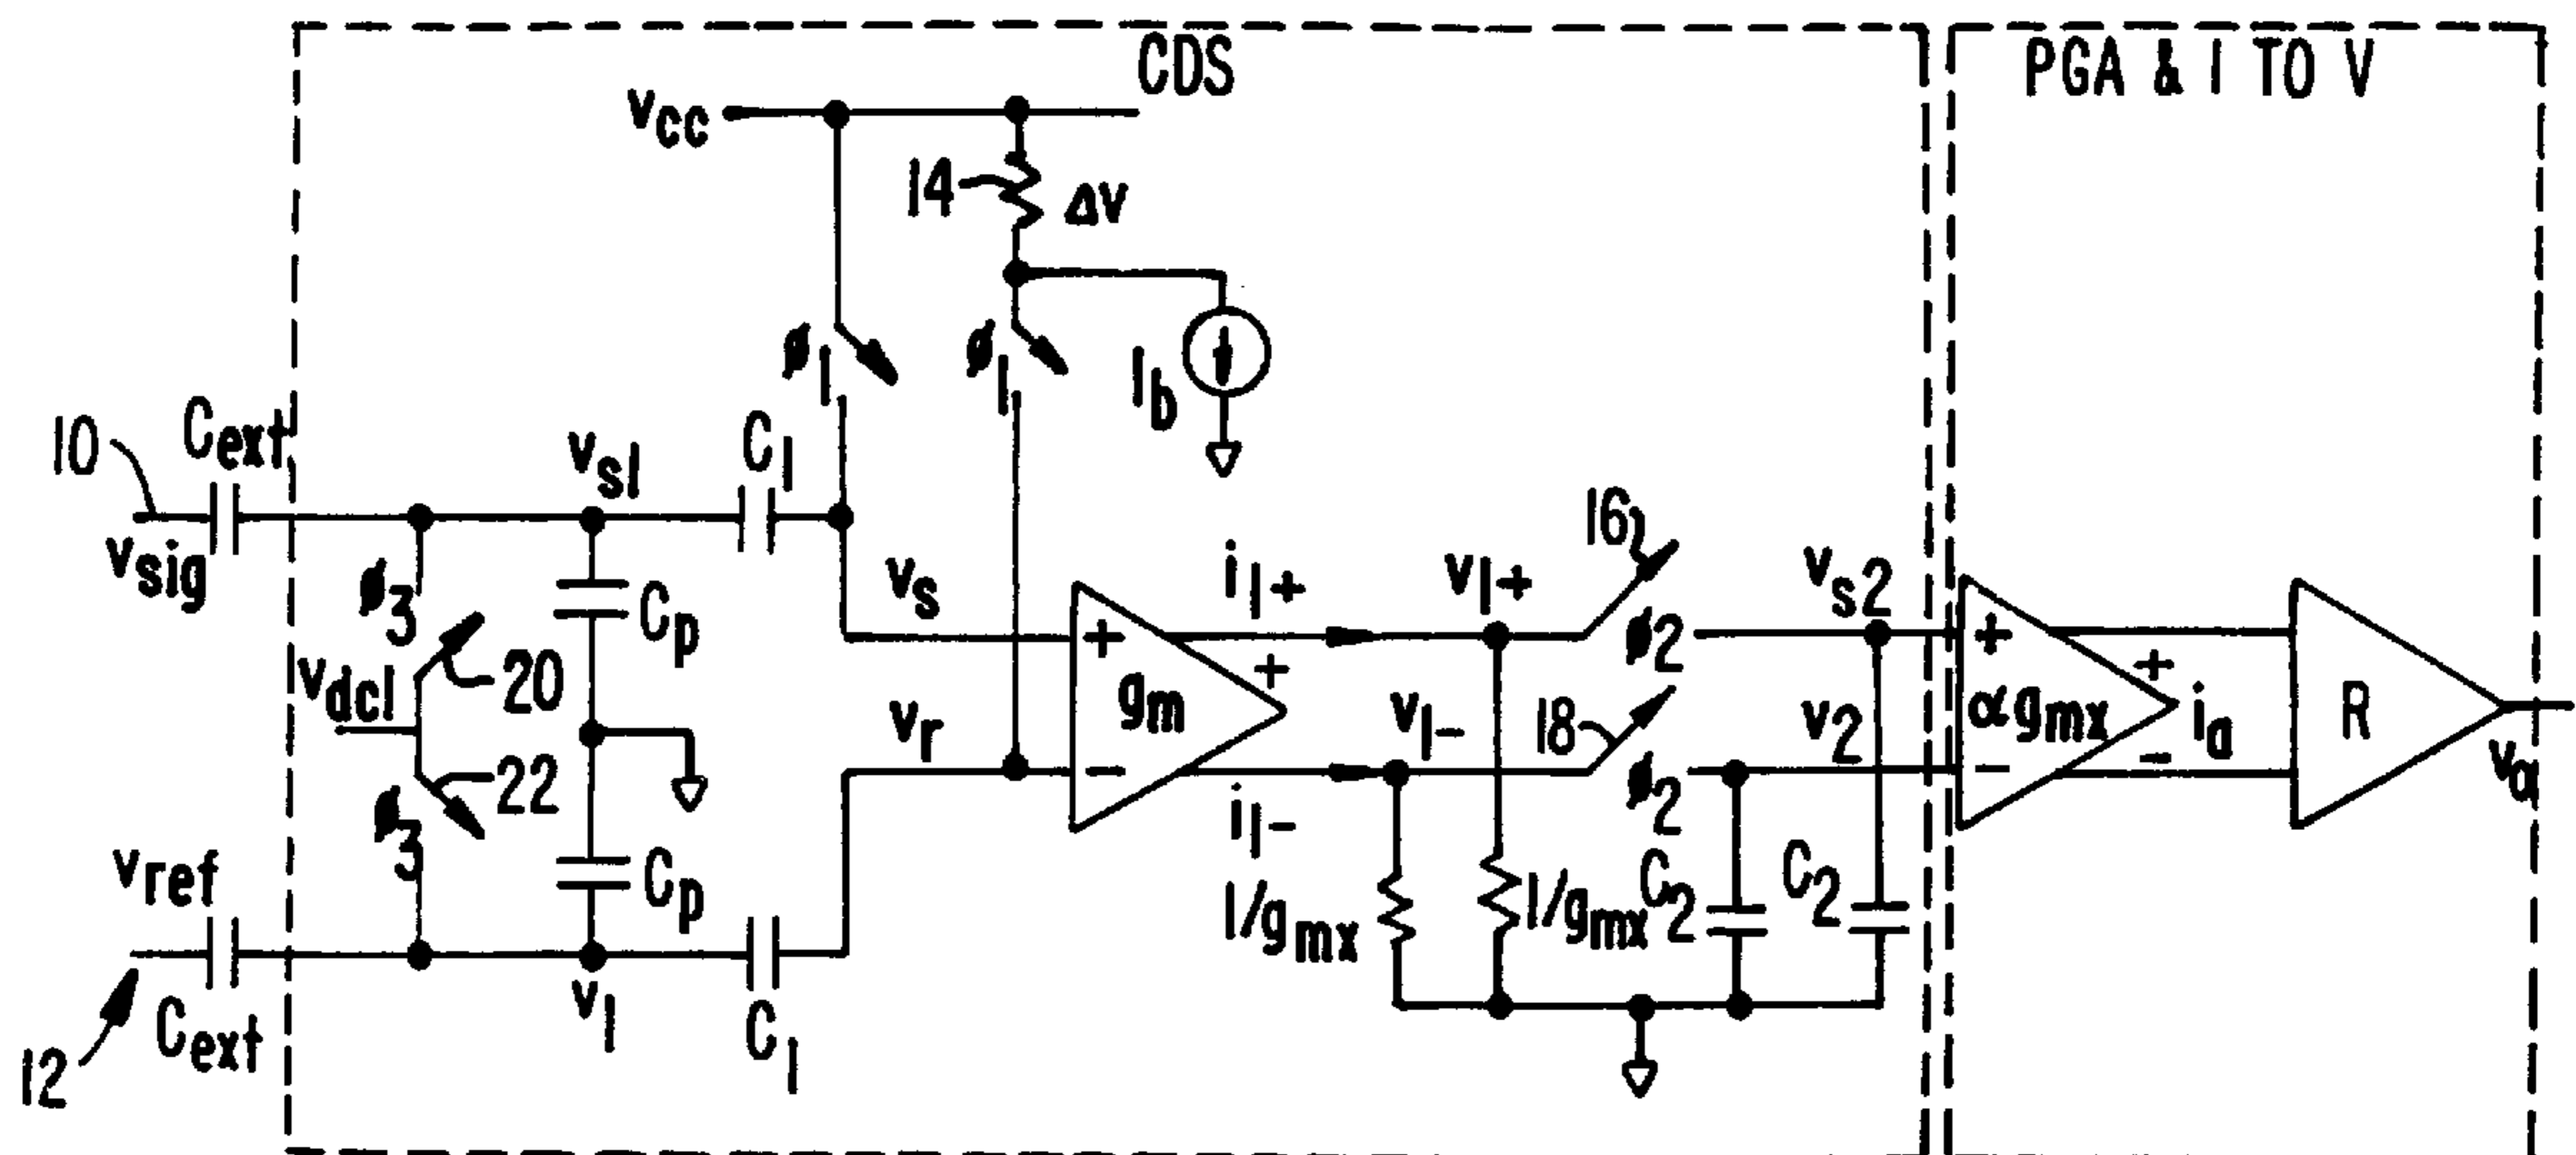 CDS
PGA & I TO V
vcc
14
Δv
ø1
ø1
Ib
10
Cext
vsig
vs1
C1
ø3
Cp
20
vdcl
22
ø3
Cp
vref
Cext
12
v1
C1
vs
vr
gm
+
−
+
i1+
i1−
v1+
v1−
16
ø2
18
ø2
1/gmx
1/gmx
C2
C2
vs2
v2
+
−
αgmx
+
−
ia
R
va